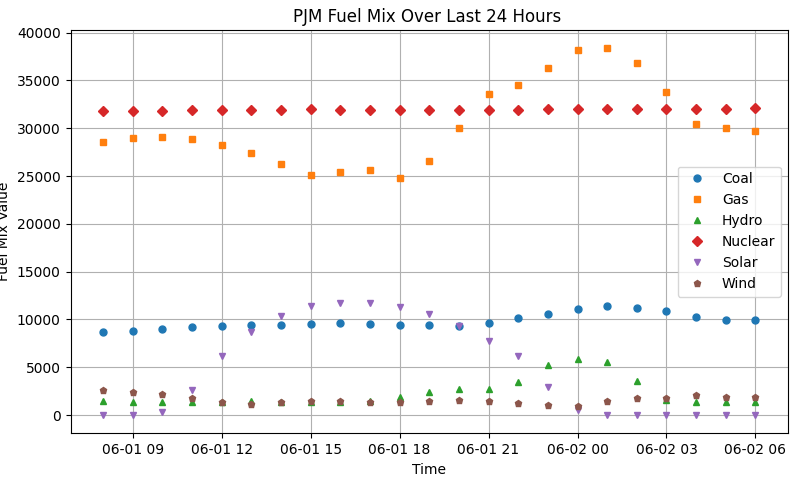 PJM Fuel Mix Over Last 24 Hours
Fuel Mix Value
40000
35000
30000
25000
20000
15000
10000
5000
0
Coal
Gas
Hydro
Nuclear
Solar
Wind
06-01 09 06-01 12 06-01 15 06-01 18 06-01 21 06-02 00 06-02 03 06-02 06
Time